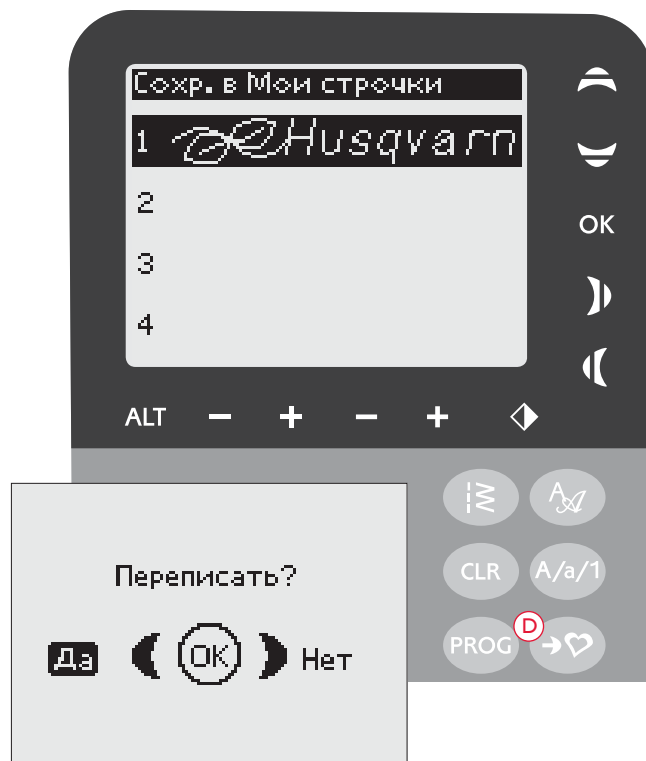 Сохр. в Мои строчки
1 Husqvarn
2
OK
3
4
ALT - + - +
A
CLR A/a/1
PROG D
Переписать?
Да OK Нет